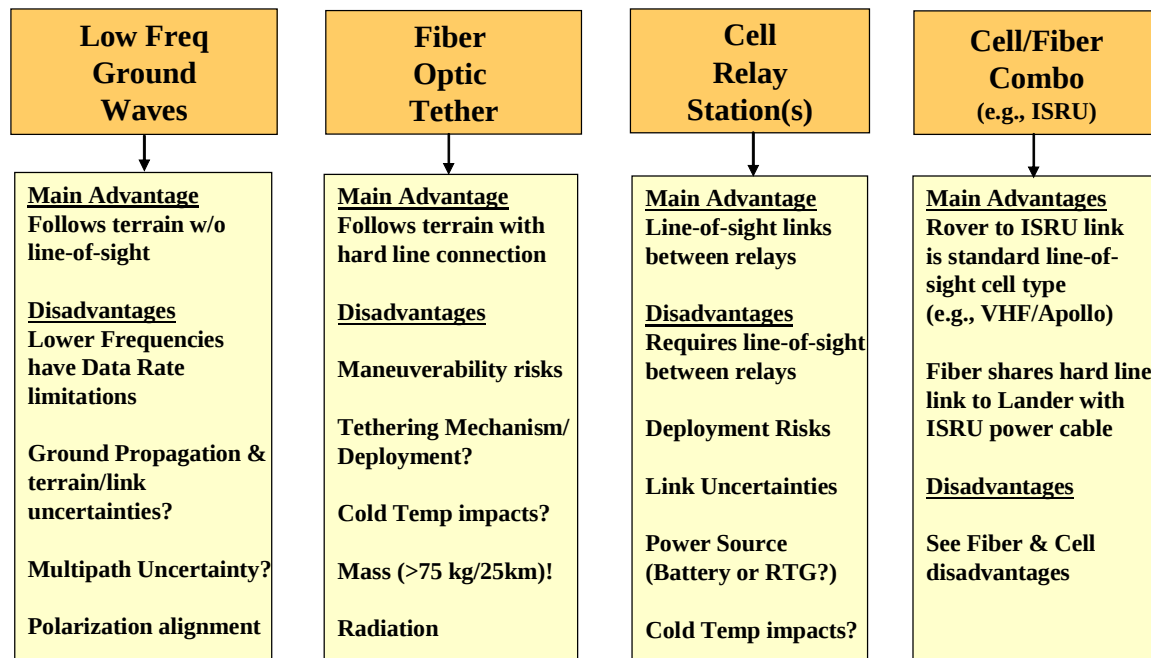 Low Freq
Ground
Waves
Main Advantage
Follows terrain w/o
line-of-sight
Disadvantages
Lower Frequencies
have Data Rate
limitations
Ground Propagation &
terrain/link
uncertainties?
Multipath Uncertainty?
Polarization alignment
Fiber
Optic
Tether
Main Advantage
Follows terrain with
hard line connection
Disadvantages
Maneuverability risks
Tethering Mechanism/
Deployment?
Cold Temp impacts?
Mass (>75 kg/25km)!
Radiation
Cell
Relay
Station(s)
Main Advantage
Line-of-sight links
between relays
Disadvantages
Requires line-of-sight
between relays
Deployment Risks
Link Uncertainties
Power Source
(Battery or RTG?)
Cold Temp impacts?
Cell/Fiber
Combo
(e.g., ISRU)
Main Advantages
Rover to ISRU link
is standard line-of-
sight cell type
(e.g., VHF/Apollo)
Fiber shares hard line
link to Lander with
ISRU power cable
Disadvantages
See Fiber & Cell
disadvantages